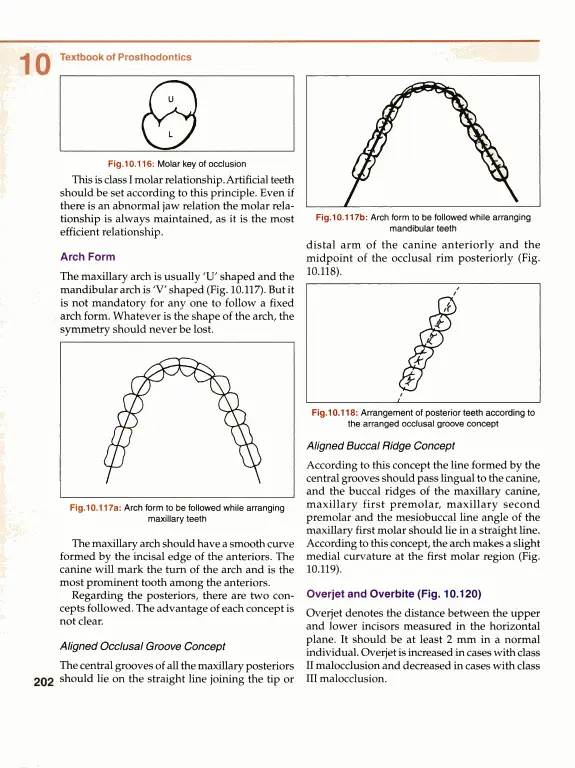 10
Textbook of Prosthodontics
U
L
Fig.10.116: Molar key of occlusion
This is class I molar relationship. Artificial teeth
should be set according to this principle. Even if
there is an abnormal jaw relation the molar rela-
tionship is always maintained, as it is the most
efficient relationship.
Arch Form
The maxillary arch is usually ‘U’ shaped and the
mandibular arch is ‘V’ shaped (Fig. 10.117). But it
is not mandatory for any one to follow a fixed
arch form. Whatever is the shape of the arch, the
symmetry should never be lost.
Fig.10.117a: Arch form to be followed while arranging
maxillary teeth
The maxillary arch should have a smooth curve
formed by the incisal edge of the anteriors. The
canine will mark the turn of the arch and is the
most prominent tooth among the anteriors.
Regarding the posteriors, there are two con-
cepts followed. The advantage of each concept is
not clear.
Aligned Occlusal Groove Concept
The central grooves of all the maxillary posteriors
should lie on the straight line joining the tip or
202
Fig.10.117b: Arch form to be followed while arranging
mandibular teeth
distal arm of the canine anteriorly and the
midpoint of the occlusal rim posteriorly (Fig.
10.118).
Fig.10.118: Arrangement of posterior teeth according to
the arranged occlusal groove concept
Aligned Buccal Ridge Concept
According to this concept the line formed by the
central grooves should pass lingual to the canine,
and the buccal ridges of the maxillary canine,
maxillary first premolar, maxillary second
premolar and the mesiobuccal line angle of the
maxillary first molar should lie in a straight line.
According to this concept, the arch makes a slight
medial curvature at the first molar region (Fig.
10.119).
Overjet and Overbite (Fig. 10.120)
Overjet denotes the distance between the upper
and lower incisors measured in the horizontal
plane. It should be at least 2 mm in a normal
individual. Overjet is increased in cases with class
II malocclusion and decreased in cases with class
III malocclusion.